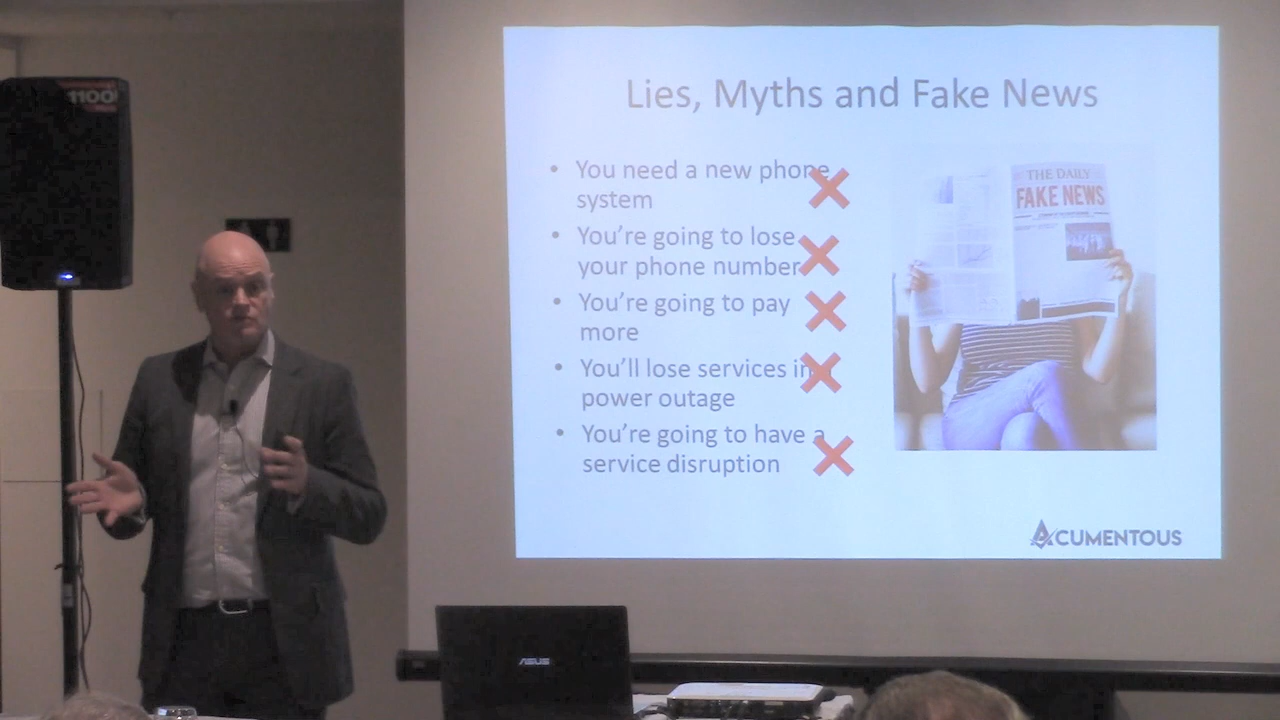 1100
Lies, Myths and Fake News
• You need a new phone
system
• You're going to lose
your phone number
• You're going to pay
more
• You'll lose services in a
power outage
• You're going to have a
service disruption
THE DAILY
FAKE NEWS
ACUMENTOUS
ASUS